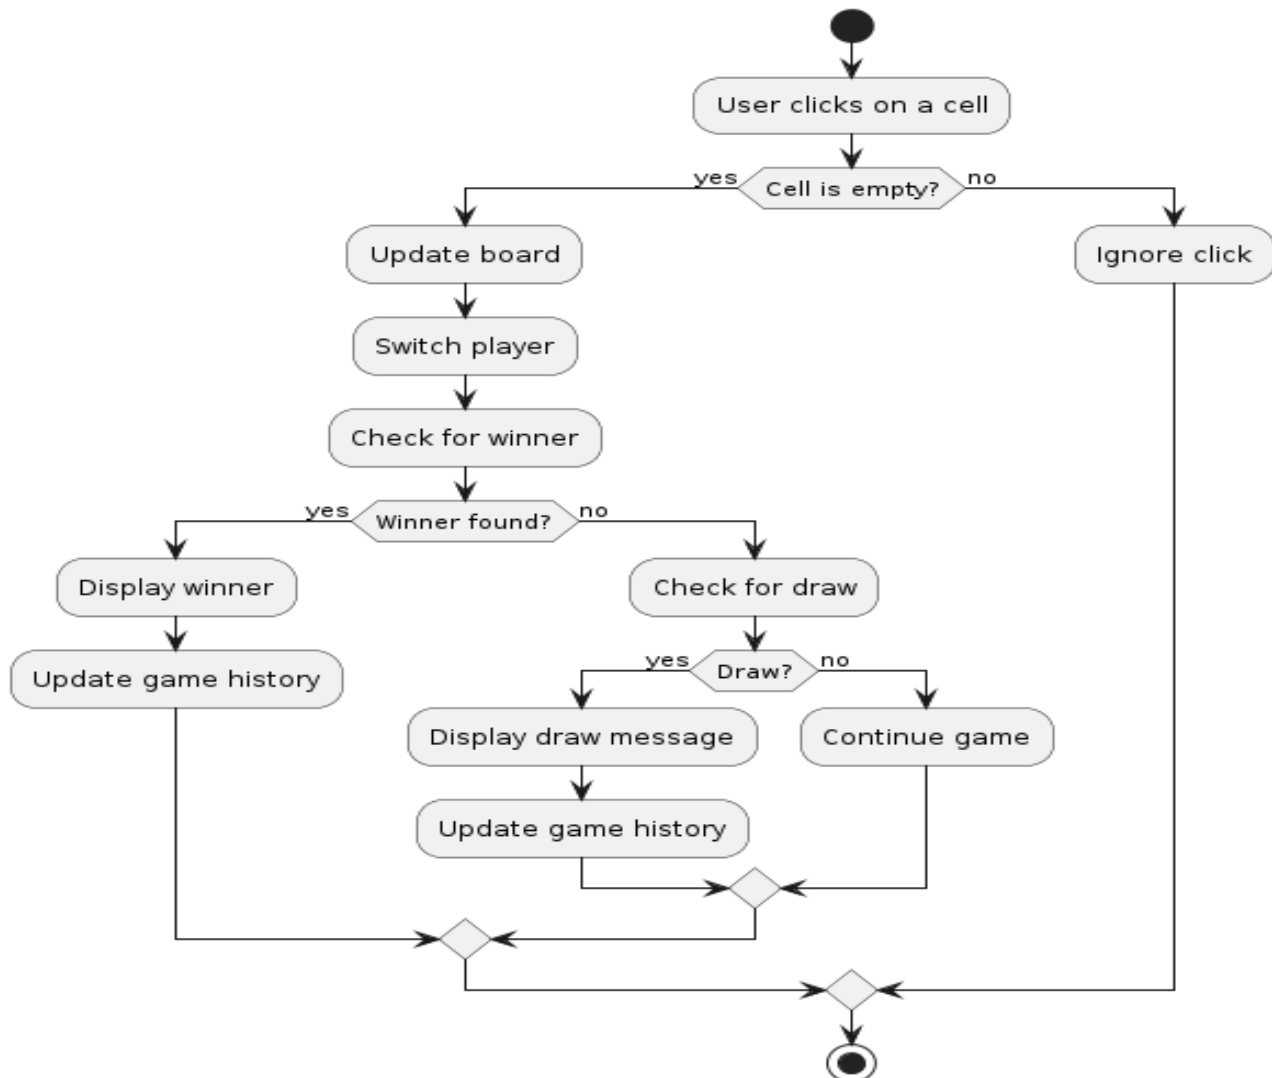 User clicks on a cell
yes
Cell is empty?
no
Update board
Ignore click
Switch player
Check for winner
yes
Winner found?
no
Display winner
Check for draw
Update game history
yes
Draw?
no
Display draw message
Continue game
Update game history